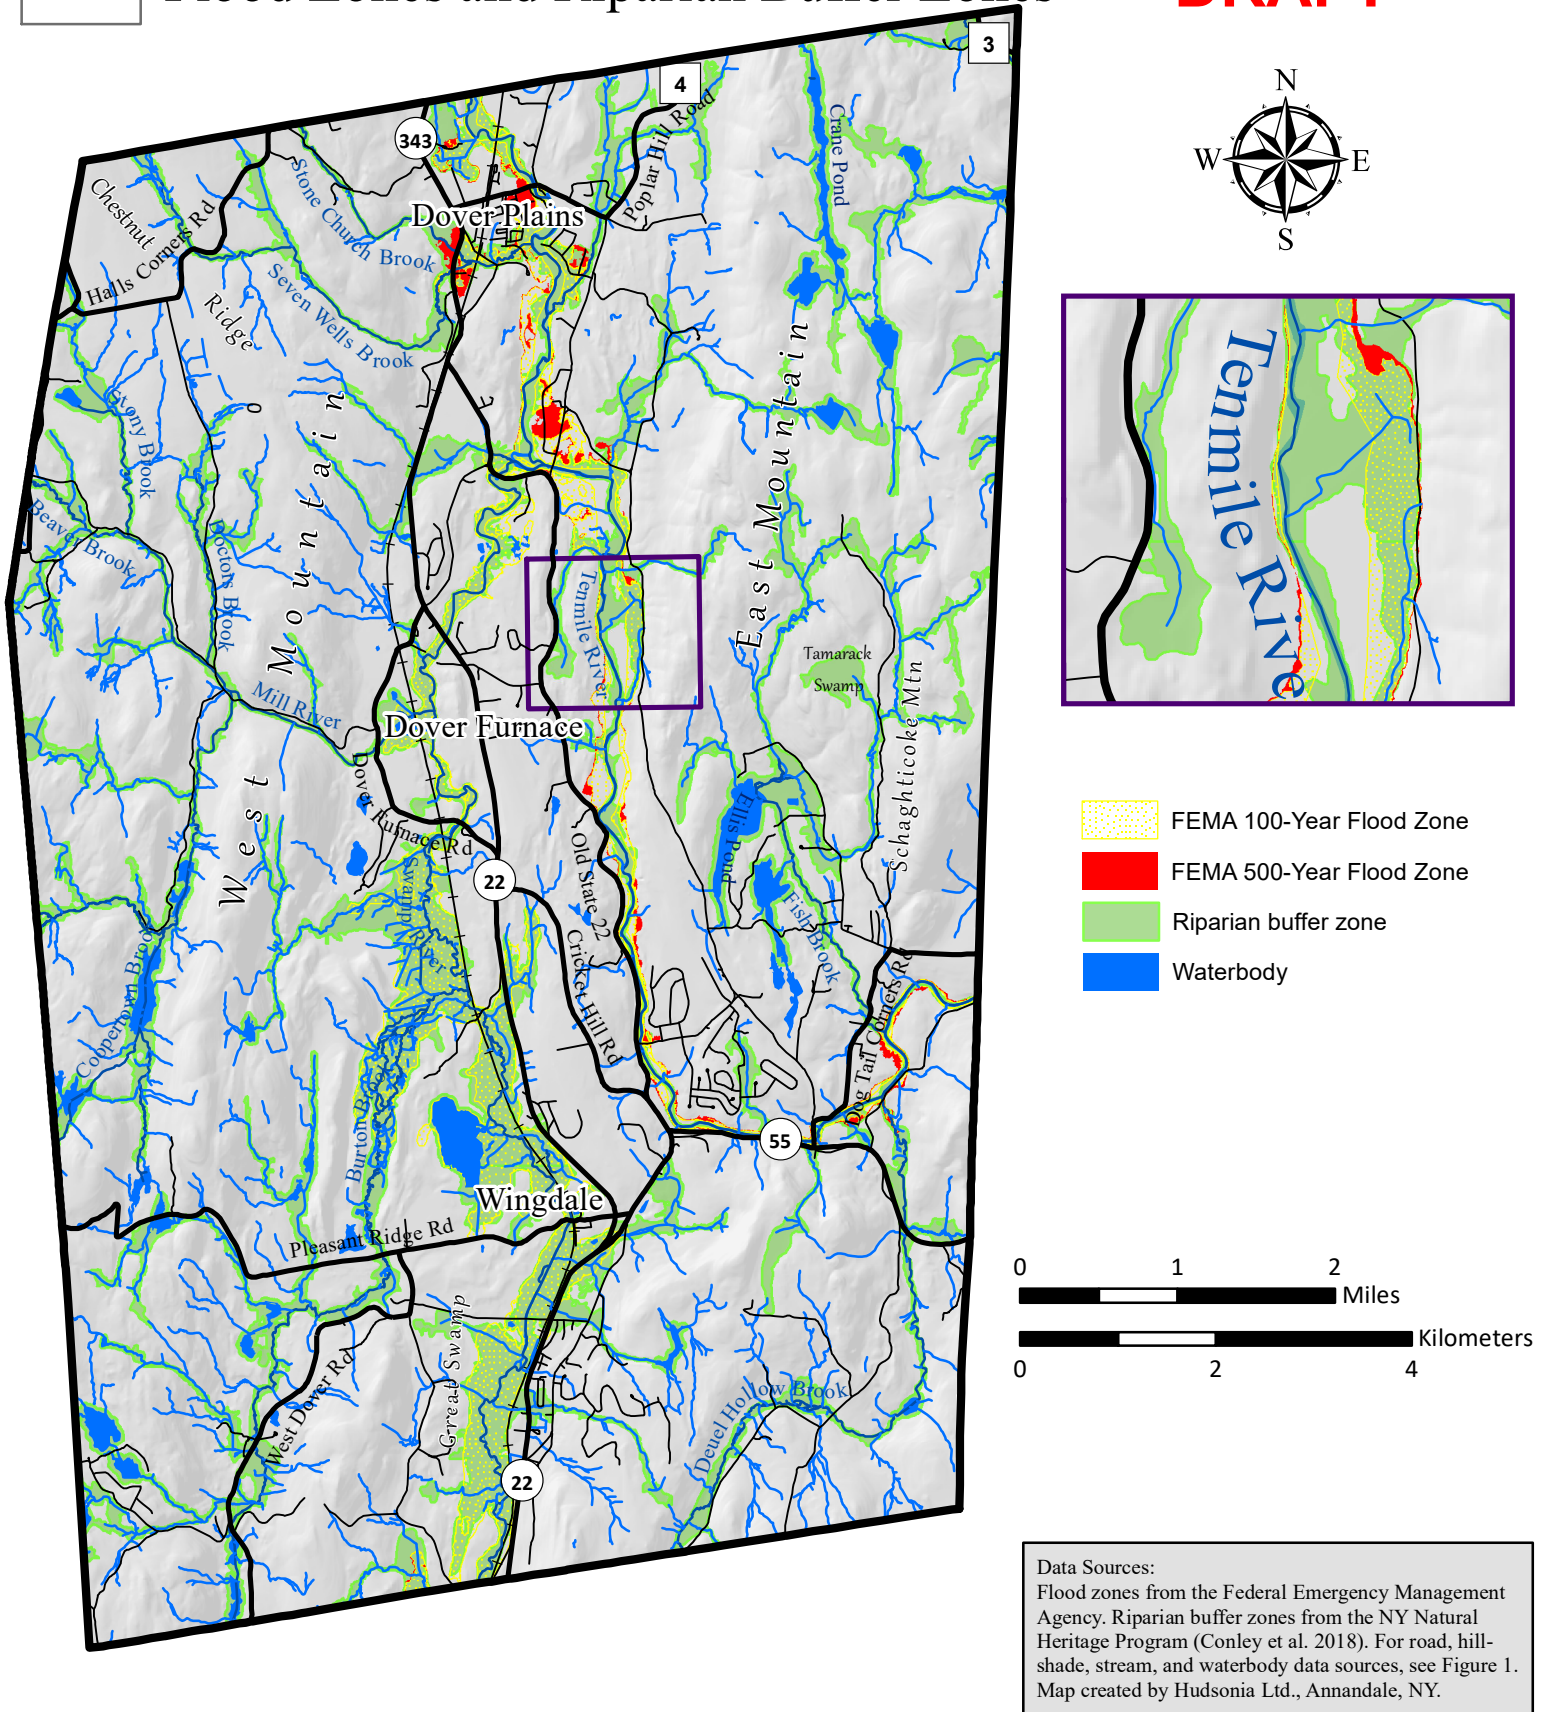 Flood Zones and Riparian Buffer Zones
DRAFT
3
4
343
Poplar Hill Road
Crane Pond
Chestnut
Ridge
Halls Corners Rd
Stone Church Brook
Dover Plains
Seven Wells Brook
Stony Brook
Beaver Brook
Doctors Brook
West Mountain
East Mountain
Tenmile River
Tamarack
Swamp
Schaghticoke Mtn
Mill River
Dover Furnace
Dover Furnace Rd
Ellis Pond
Old State 22
22
Swamp River
Cricket Hill Rd
Fish Brook
Coppertown Brook
Dog Tail Corners Rd
Burton Brook
55
Wingdale
Pleasant Ridge Rd
Great Swamp
West Dover Rd
Deuel Hollow Brook
22
N
W
E
S
Tenmile River
FEMA 100-Year Flood Zone
FEMA 500-Year Flood Zone
Riparian buffer zone
Waterbody
0 1 2
Miles
Kilometers
0 2 4
Data Sources:
Flood zones from the Federal Emergency Management
Agency. Riparian buffer zones from the NY Natural
Heritage Program (Conley et al. 2018). For road, hill-
shade, stream, and waterbody data sources, see Figure 1.
Map created by Hudsonia Ltd., Annandale, NY.